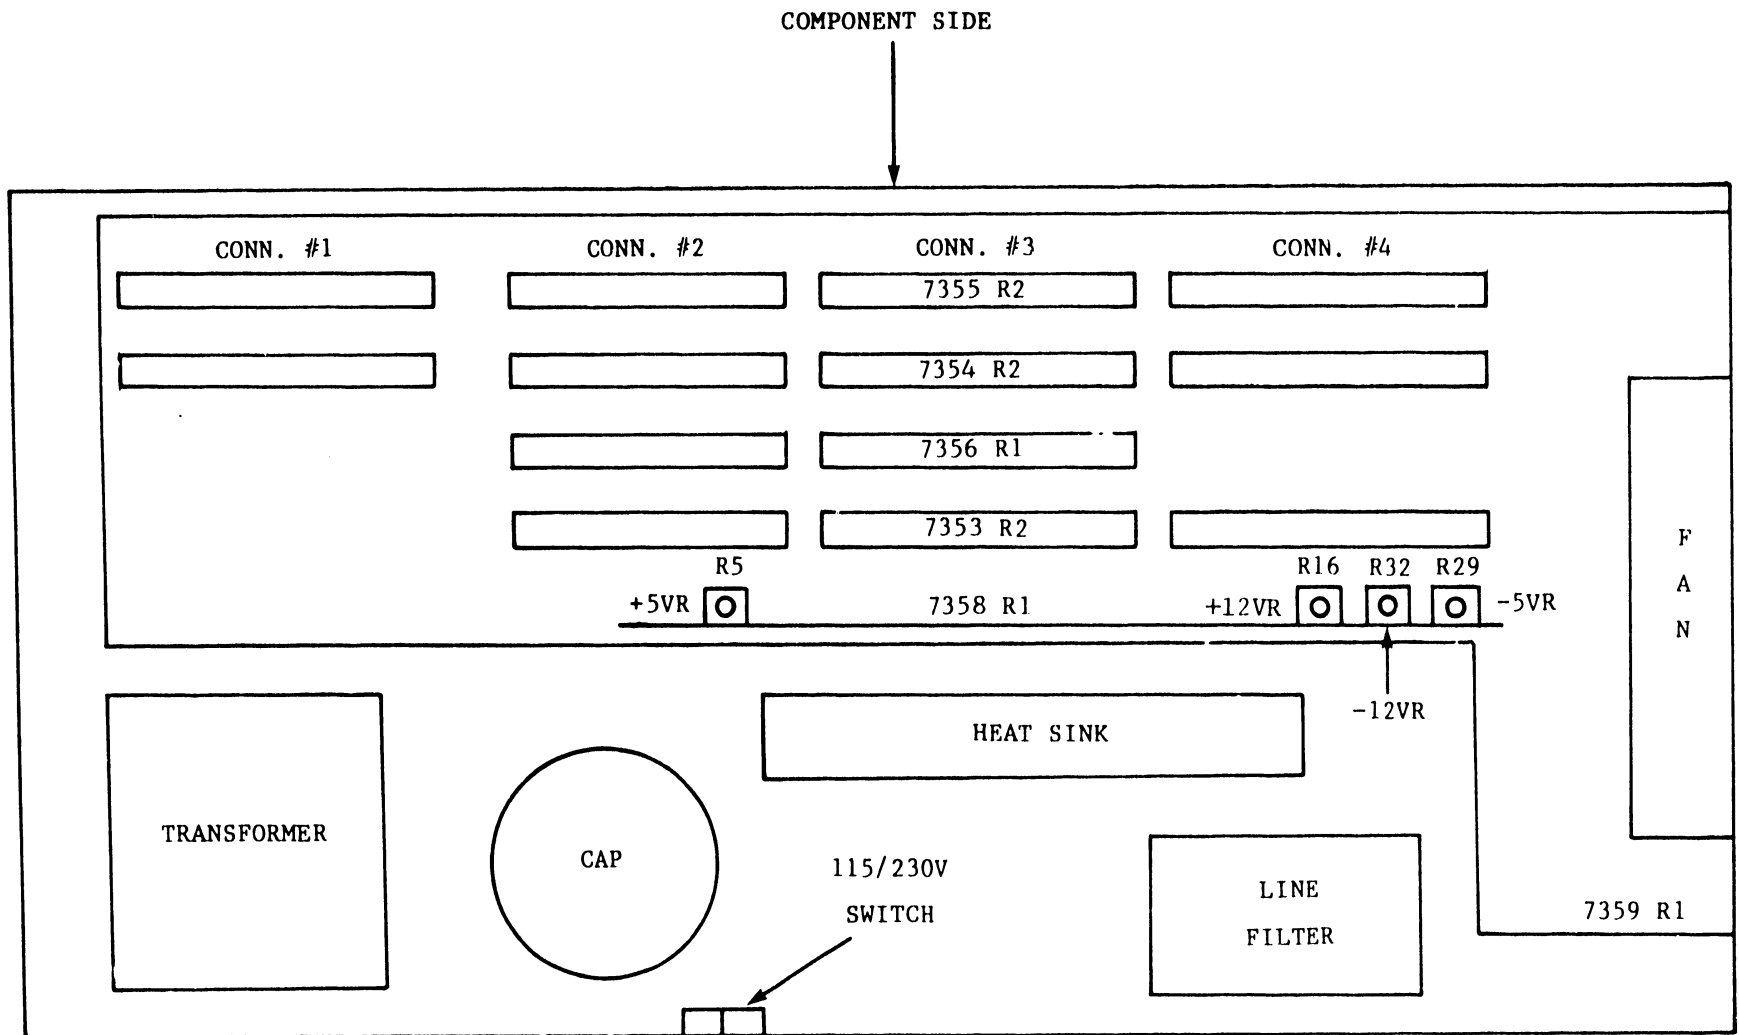 COMPONENT SIDE
CONN. #1
CONN. #2
CONN. #3
CONN. #4
7355 R2
7354 R2
7356 R1
7353 R2
R5
R16
R32
R29
+5VR
7358 R1
+12VR
-5VR
-12VR
F
A
N
HEAT SINK
TRANSFORMER
CAP
115/230V
SWITCH
LINE
FILTER
7359 R1